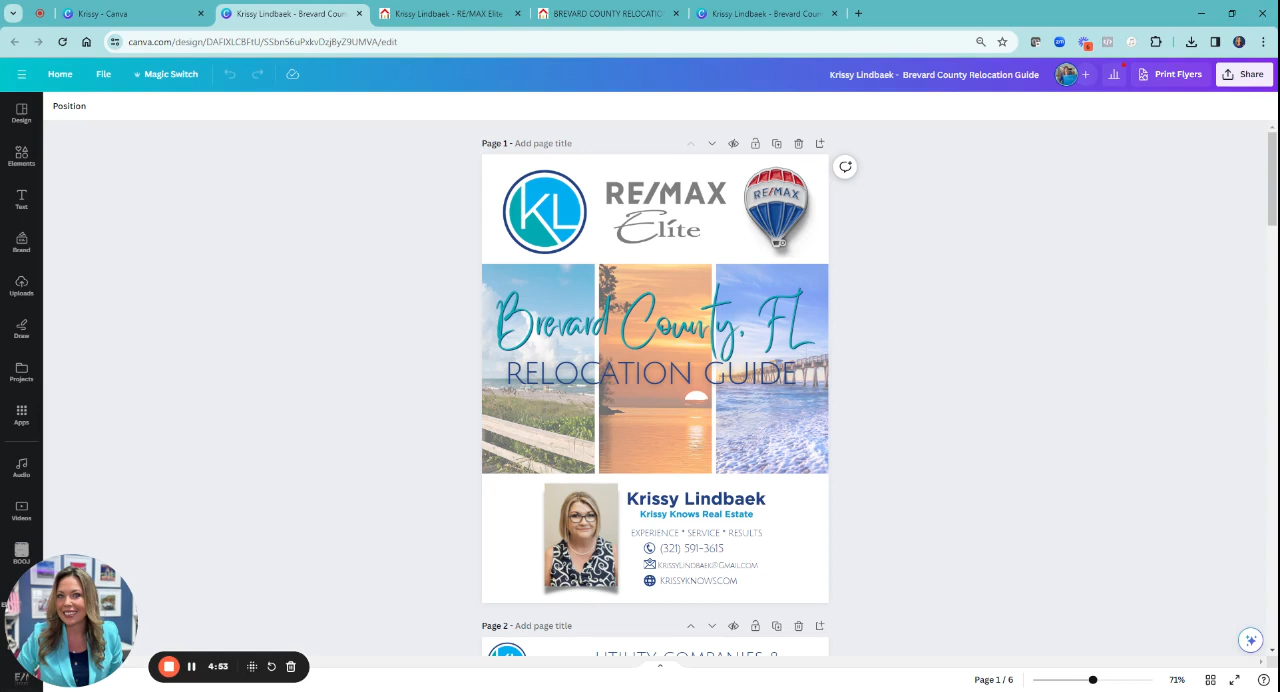 Krissy - Canva
Krissy Lindbaek - Brevard Coun
Krissy Lindbaek - RE/MAX Elite
BREVARD COUNTY RELOCATIO
Krissy Lindbaek - Brevard Coun
canva.com/design/DAFIXLCBFtU/SSbn56uPxkvDzjByZ9UMVA/edit
Home
File
Magic Switch
Krissy Lindbaek - Brevard County Relocation Guide
Print Flyers
Share
Position
Design
Elements
Text
Brand
Uploads
Draw
Projects
Apps
Audio
Videos
BOOJ
Page 1 - Add page title
KL
RE/MAX
Elite
RE/MAX
Brevard County, FL
RELOCATION GUIDE
Krissy Lindbaek
Krissy Knows Real Estate
EXPERIENCE * SERVICE * RESULTS
(321) 591-3615
KRISSYLINDBAEK@GMAIL.COM
KRISSYKNOWS.COM
Page 2 - Add page title
UTILITY COMPANIES &
4:53
Page 1 / 6
71%